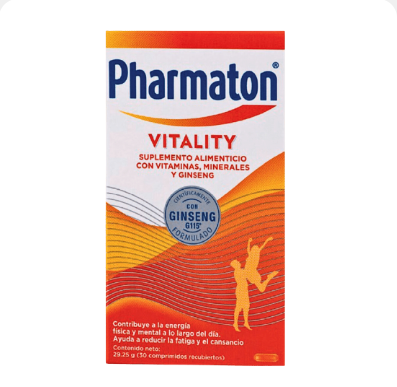 Pharmaton®
VITALITY
SUPLEMENTO ALIMENTICIO
CON VITAMINAS, MINERALES
Y GINSENG
CIENTÍFICAMENTE
CON
GINSENG
G115®
FORMULADO
Contribuye a la energía
física y mental a lo largo del día.
Ayuda a reducir la fatiga y el cansancio
Contenido neto:
29.25 g (30 comprimidos recubiertos)